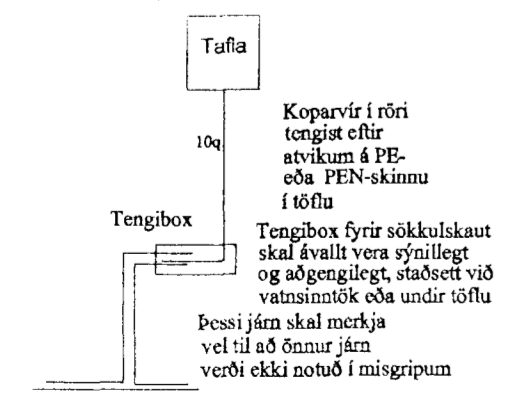 Tafla
Koparvír í röri
tengist eftir
10q
atvikum á PE-
eða PEN-skinnu
í töflu
Tengibox
Tengibox fyrir sökkulskaut
skal ávallt vera sýnillegt
og aðgengilegt, staðsett við
vatnsinntök eða undir töflu
Þessi járn skal merkja
vel til að önnur járn
verði ekki notuð í misgripum